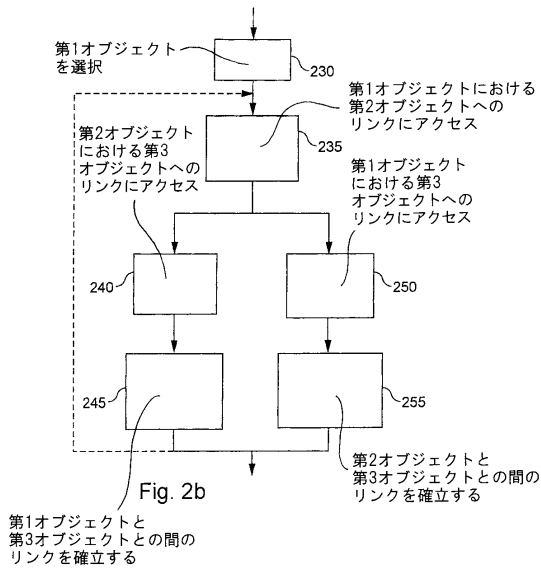 第1オブジェクト
を選択
230
第1オブジェクトにおける
第2オブジェクトへの
リンクにアクセス
235
第2オブジェクト
における第3
オブジェクトへの
リンクにアクセス
第1オブジェクト
における第3
オブジェクトへの
リンクにアクセス
240
250
245
255
第2オブジェクトと
第3オブジェクトとの間の
リンクを確立する
Fig. 2b
第1オブジェクトと
第3オブジェクトとの間の
リンクを確立する